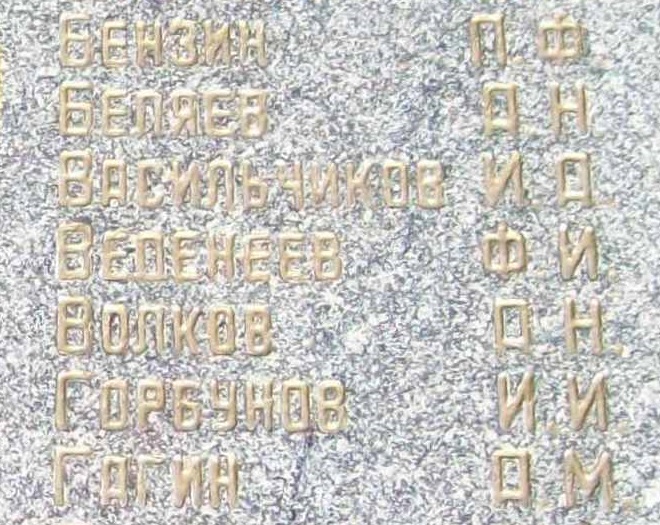 Бензин П.Ф
Беляев Н
Васильчиков И.Д.
Веденеев Ф.И
Волков Д.Н.
Горбунов И.И.
Гагин М.